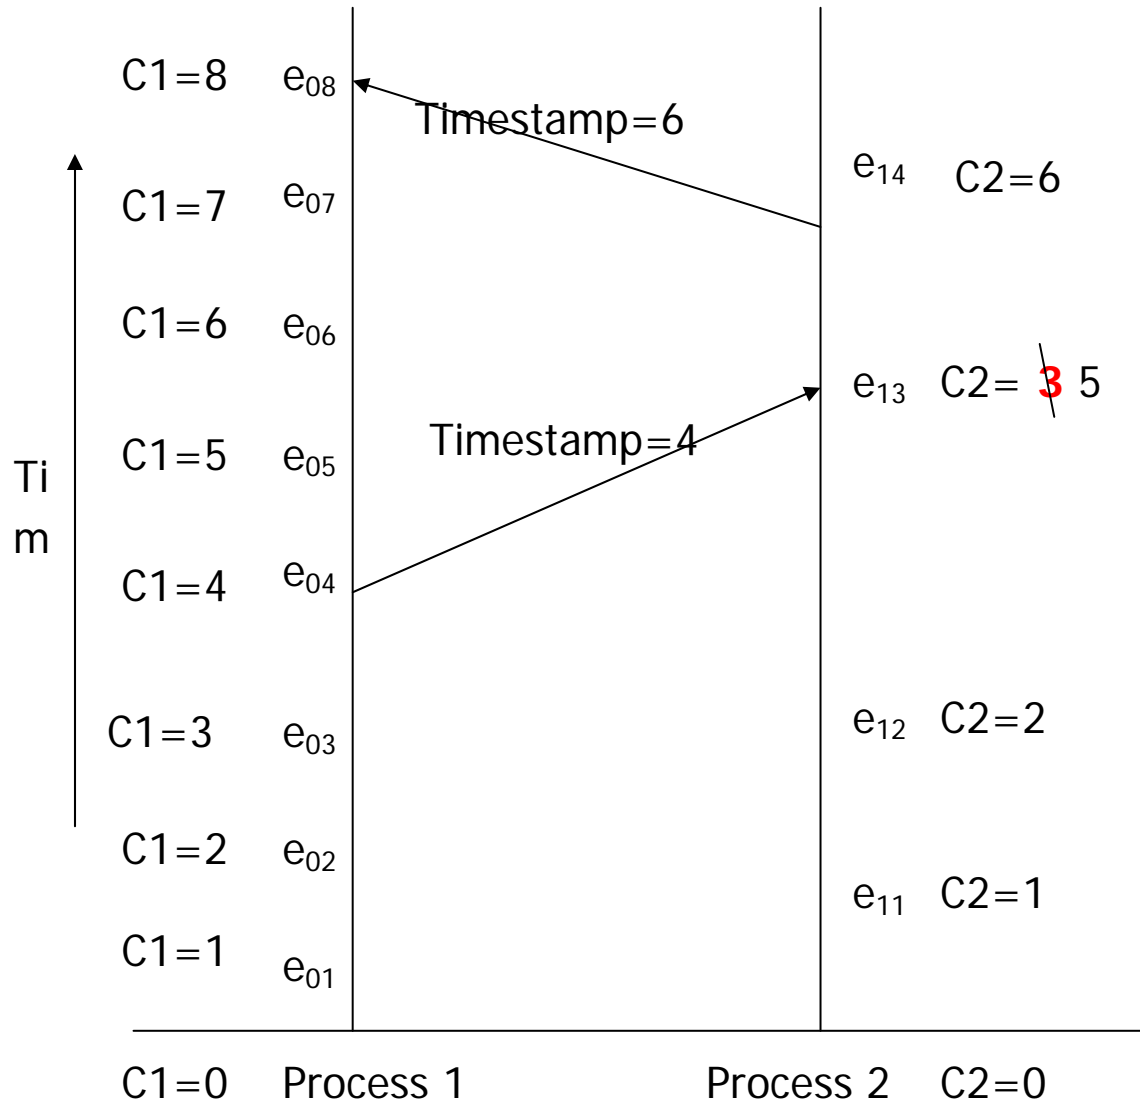 C1=8 e08
Timestamp=6
e14 C2=6
C1=7 e07
C1=6 e06
e13 C2= 3 5
Timestamp=4
C1=5 e05
Ti
m
C1=4 e04
C1=3 e03
e12 C2=2
C1=2 e02
e11 C2=1
C1=1 e01
C1=0 Process 1 Process 2 C2=0